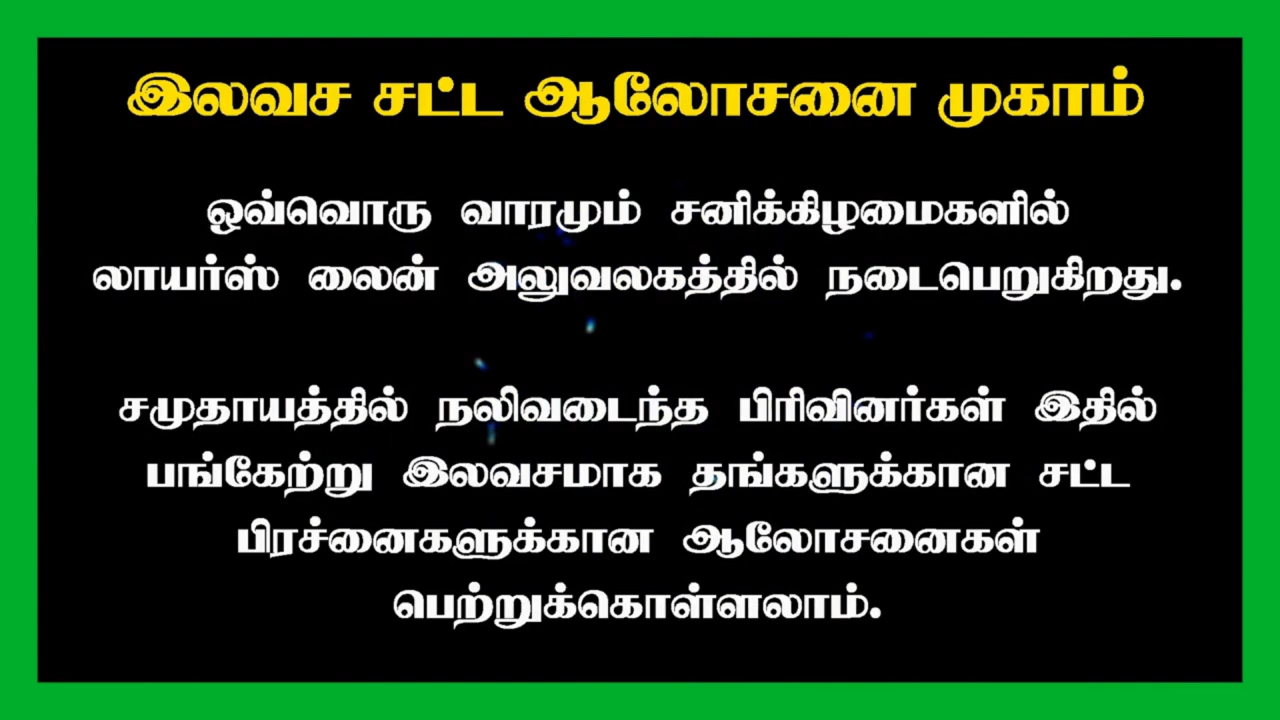 இலவச சட்ட ஆலோசனை முகாம்
ஒவ்வொரு வாரமும் சனிக்கிழமைகளில்
லாயர்ஸ் லைன் அலுவலகத்தில் நடைபெறுகிறது.
சமுதாயத்தில் நலிவடைந்த பிரிவினர்கள் இதில்
பங்கேற்று இலவசமாக தங்களுக்கான சட்ட
பிரச்னைகளுக்கான ஆலோசனைகள்
பெற்றுக்கொள்ளலாம்.